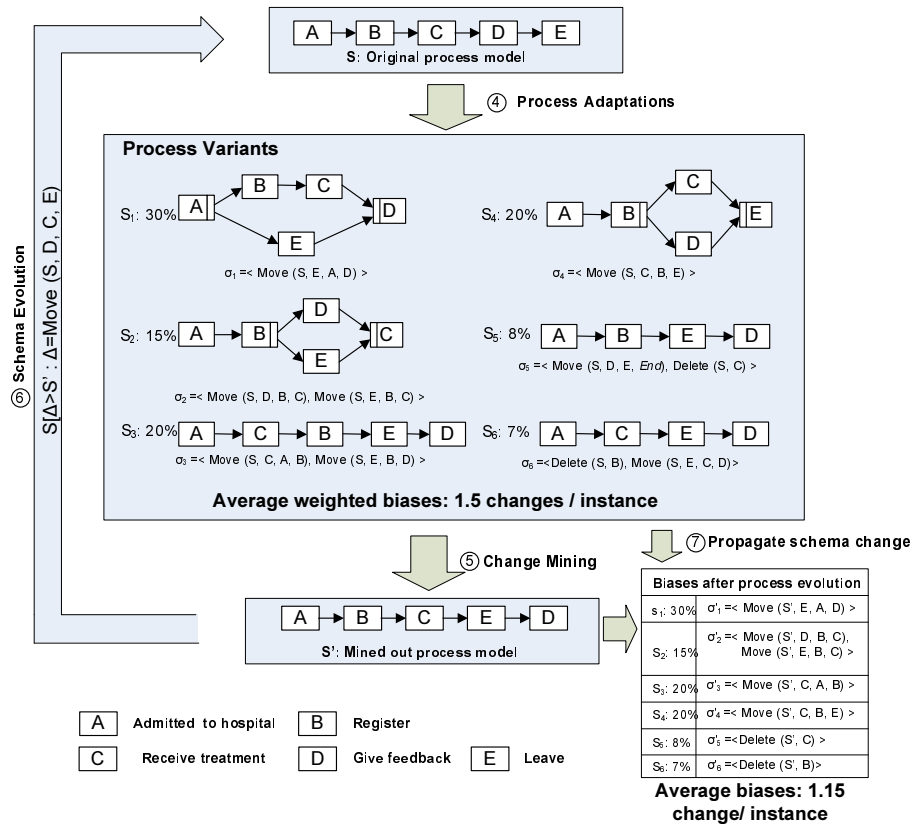 A B C D E
S: Original process model
④ Process Adaptations
Process Variants
S1: 30%
A B C E D
σ1 =< Move (S, E, A, D) >
S4: 20%
A B C D E
σ4 =< Move (S, C, B, E) >
S2: 15%
A B D E C
σ2 =< Move (S, D, B, C), Move (S, E, B, C) >
S5: 8%
A B E D
σ5 =< Move (S, D, E, End), Delete (S, C) >
S3: 20%
A C B E D
σ3 =< Move (S, C, A, B), Move (S, E, B, D) >
S6: 7%
A C E D
σ6 =<Delete (S, B), Move (S, E, C, D)>
Average weighted biases: 1.5 changes / instance
⑥ Schema Evolution
S[Δ>S' : Δ=Move (S, D, C, E)
⑤ Change Mining
⑦ Propagate schema change
A B C E D
S': Mined out process model
Biases after process evolution
s1: 30% σ'1 =< Move (S', E, A, D) >
S2: 15% σ'2 =< Move (S', D, B, C),
Move (S', E, B, C) >
S3: 20% σ'3 =< Move (S', C, A, B) >
S4: 20% σ'4 =< Move (S', C, B, E) >
S5: 8% σ'5 =<Delete (S', C) >
S6: 7% σ'6 =<Delete (S', B)>
Average biases: 1.15
change/ instance
A Admitted to hospital B Register
C Receive treatment D Give feedback E Leave